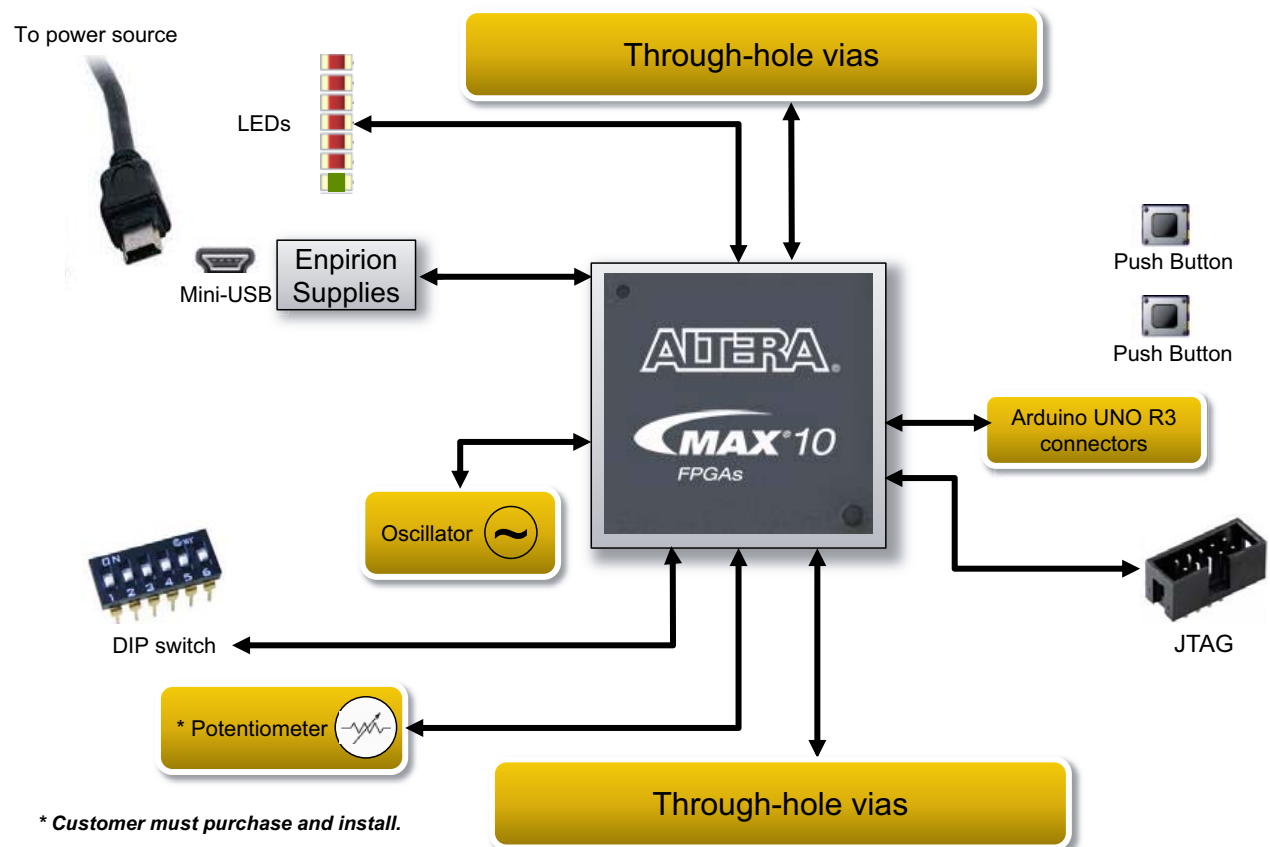 To power source
Through-hole vias
LEDs
Push Button
Mini-USB
Enpirion
Supplies
Push Button
ALTERA®
MAX® 10
FPGAs
Arduino UNO R3
connectors
Oscillator
ON
1 2 3 4 5 6
DIP switch
JTAG
* Potentiometer
Through-hole vias
* Customer must purchase and install.